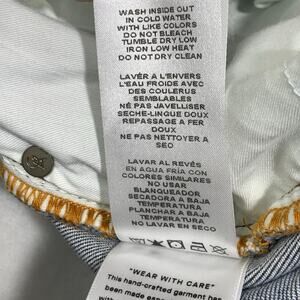 WASH INSIDE OUT
IN COLD WATER
WITH LIKE COLORS
DO NOT BLEACH
TUMBLE DRY LOW
IRON LOW HEAT
DO NOT DRY CLEAN
LAVÉR A L'ENVERS
L'EAU FROIDE AVEC
DES COULERUS
SEMBLABLES
NE PAS JAVELLISER
SECHE-LINGUE DOUX
REPASSAGE A FER
DOUX
NE PAS NETTOYER A
SEO
LAVAR AL REVÉS
EN AGUA FRÍA CON
COLORES SIMILARES
NO USAR
BLANQUEADOR
SECADORA A BAJA
TEMPERATURA
PLANCHAR A BAJA
TEMPERATURA
NO LAVAR EN SECO
"WEAR WITH CARE"
This hand-crafted garment has
been made